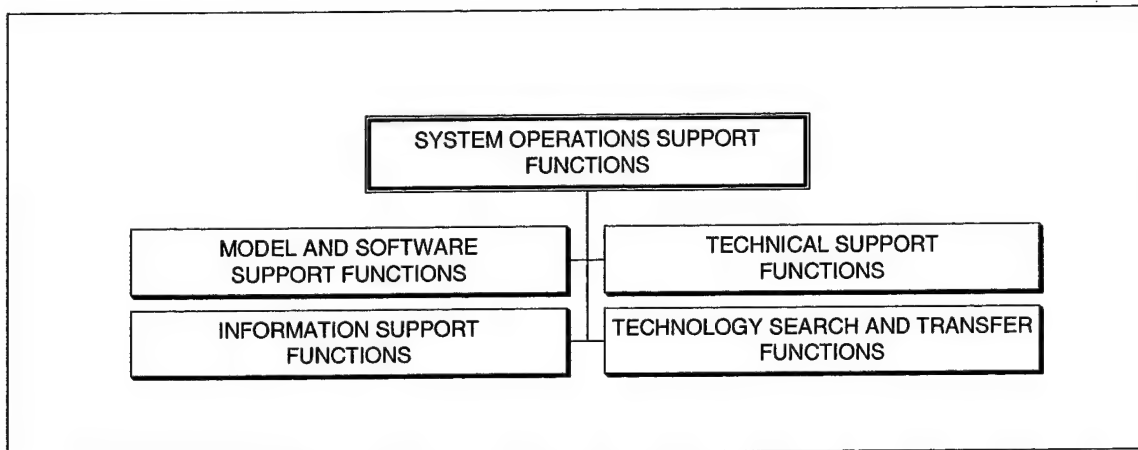 SYSTEM OPERATIONS SUPPORT
FUNCTIONS
MODEL AND SOFTWARE
SUPPORT FUNCTIONS
TECHNICAL SUPPORT
FUNCTIONS
INFORMATION SUPPORT
FUNCTIONS
TECHNOLOGY SEARCH AND TRANSFER
FUNCTIONS